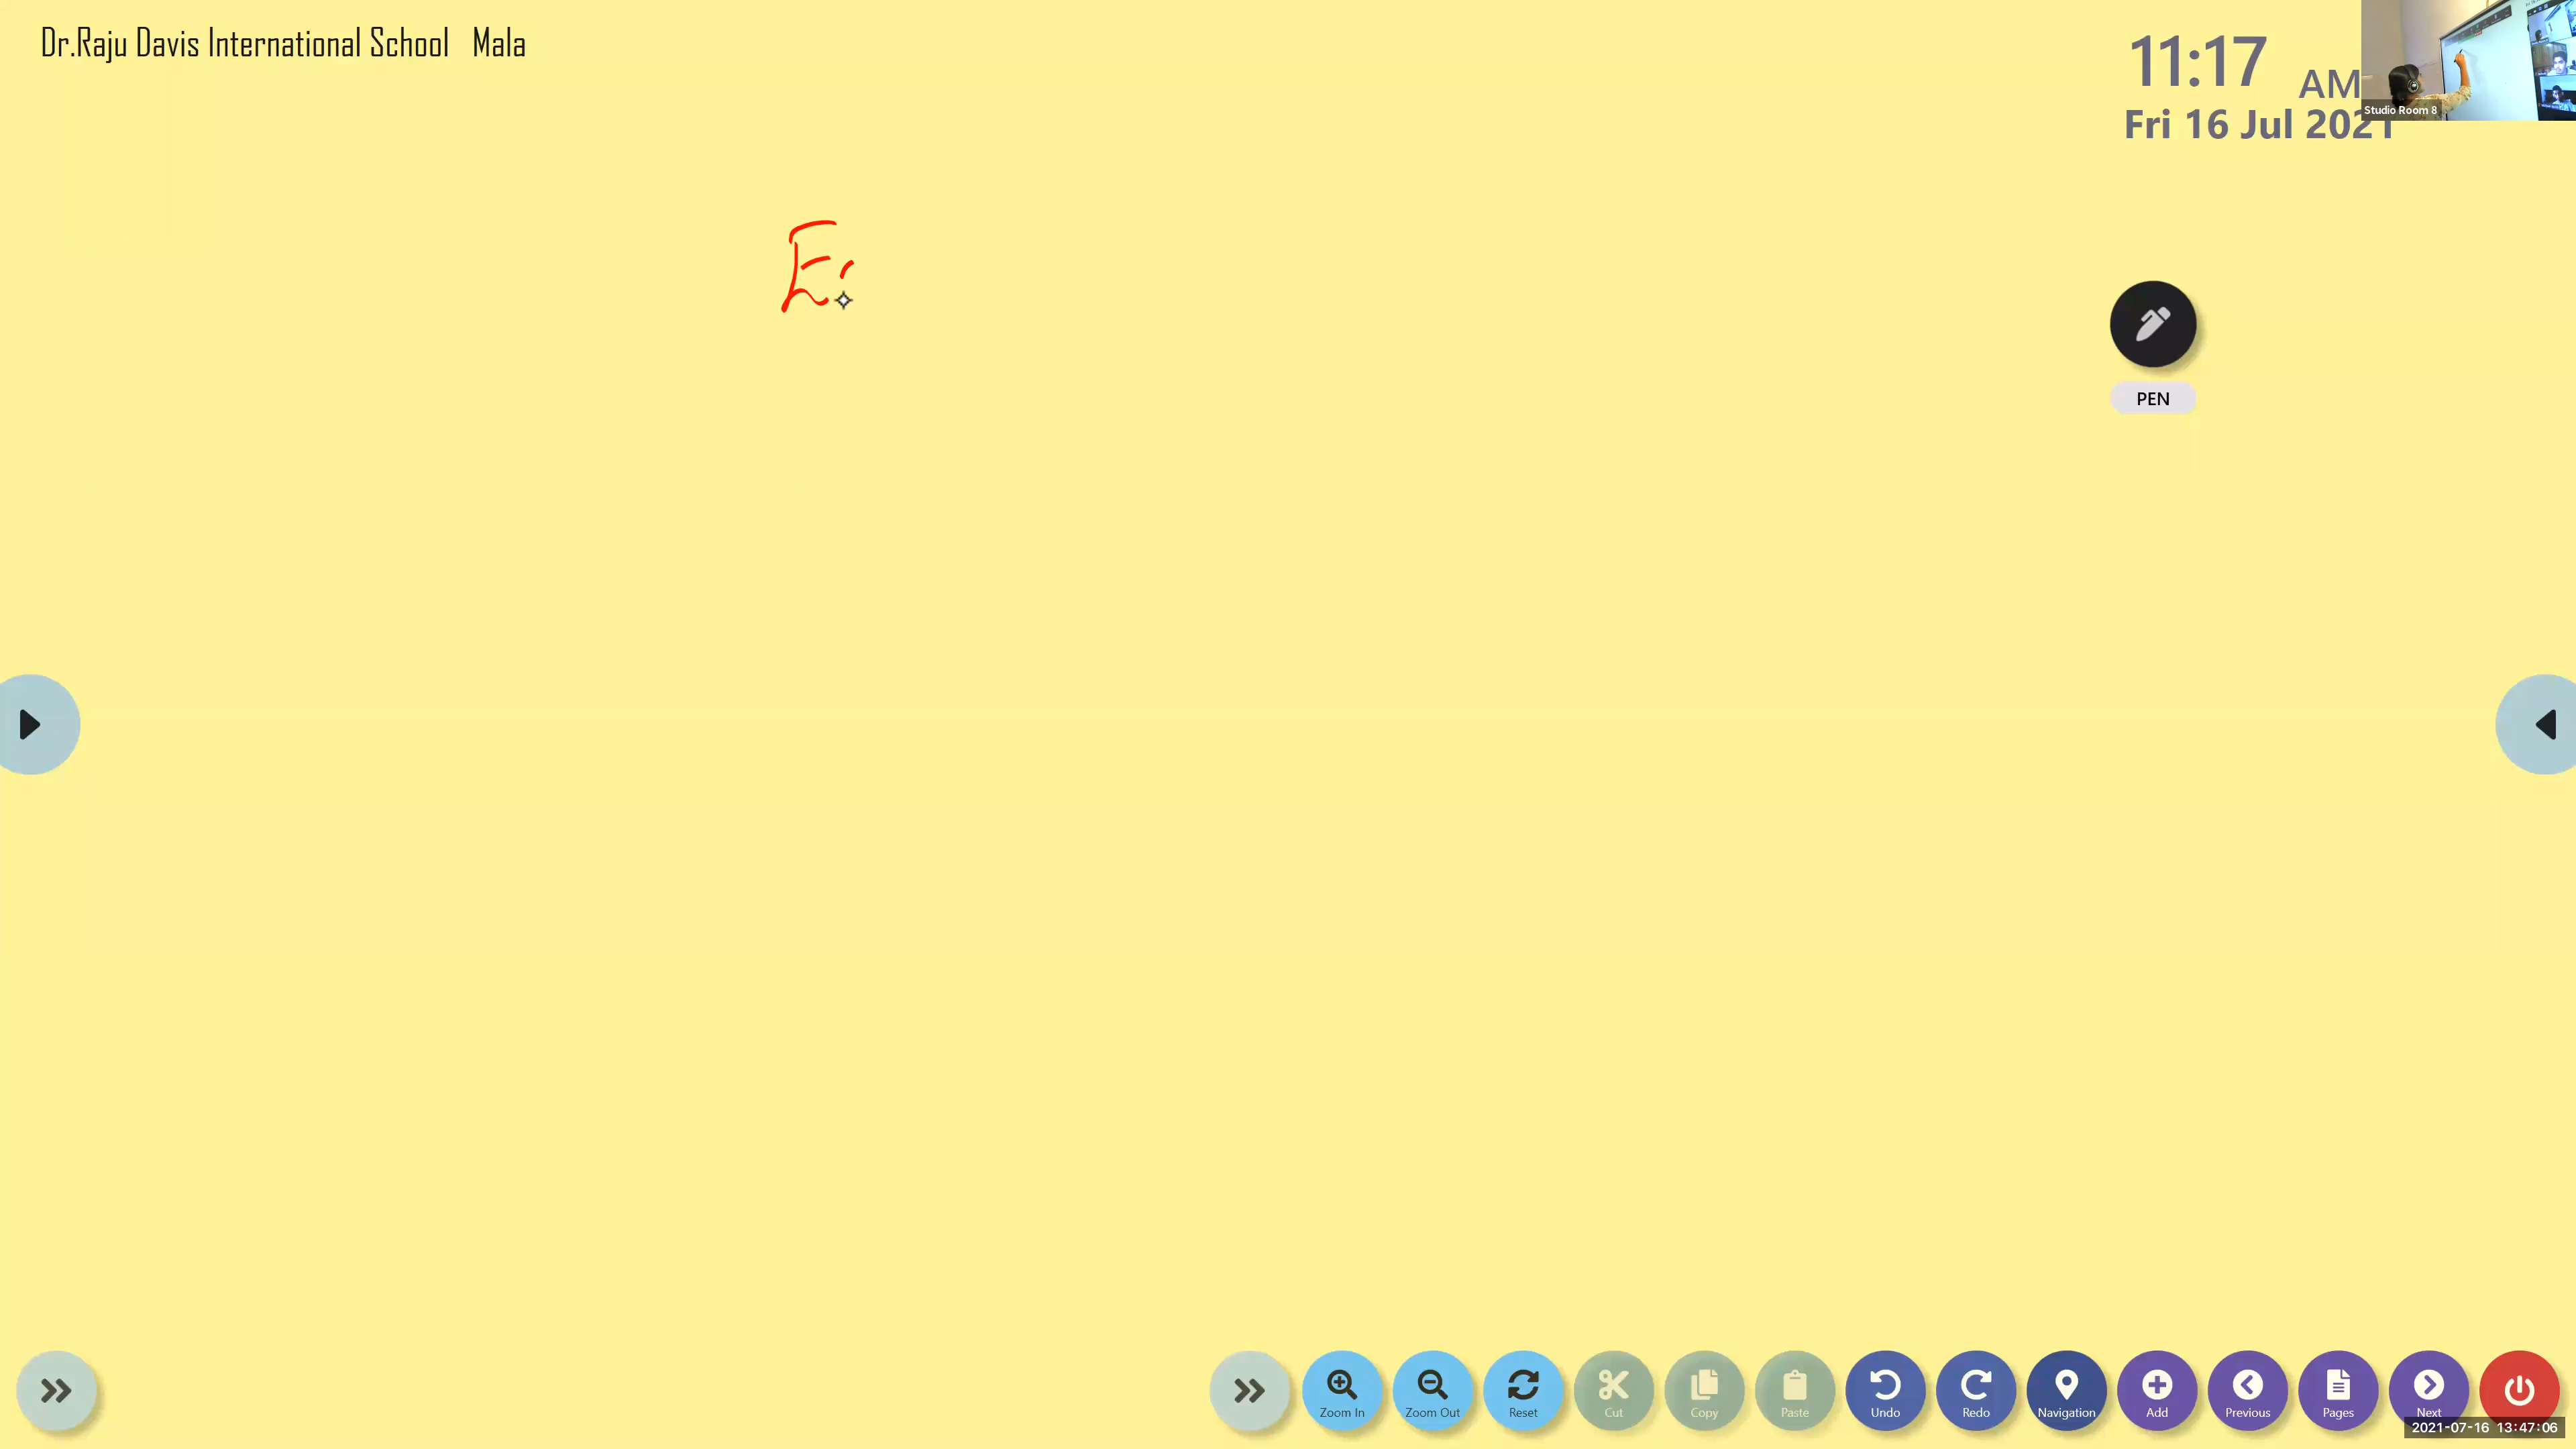 Dr.Raju Davis International School Mala
11:17 AM
Fri 16 Jul 2021
Studio Room 8
E
PEN
Zoom In
Zoom Out
Reset
Cut
Copy
Paste
Undo
Redo
Navigation
Add
Previous
Pages
Next
2021-07-16 13:47:06